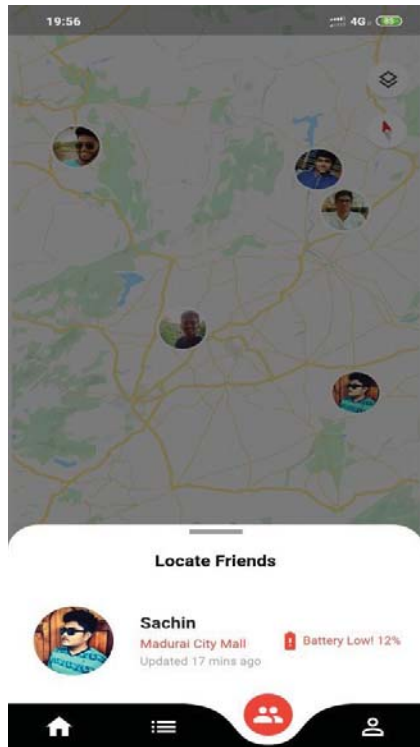 19:56
4G
Locate Friends
Sachin
Madurai City Mall
Battery Low! 12%
Updated 17 mins ago